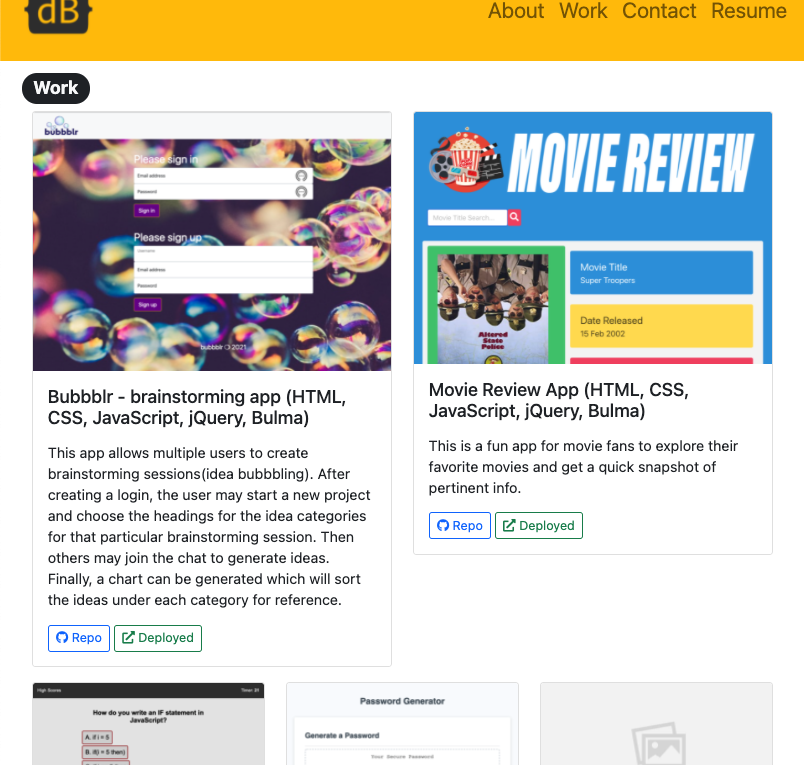 dB
About Work Contact Resume
Work
bubbblr
Please sign in
Email address
Password
Sign in
Please sign up
username
Email address
Password
Sign up
bubbblr © 2021
Bubbblr - brainstorming app (HTML,
CSS, JavaScript, jQuery, Bulma)
This app allows multiple users to create
brainstorming sessions(idea bubbbling). After
creating a login, the user may start a new project
and choose the headings for the idea categories
for that particular brainstorming session. Then
others may join the chat to generate ideas.
Finally, a chart can be generated which will sort
the ideas under each category for reference.
Repo Deployed
MOVIE REVIEW
Movie Title Search...
Movie Title
Super Troopers
Date Released
15 Feb 2002
Altered
State
Police
Movie Review App (HTML, CSS,
JavaScript, jQuery, Bulma)
This is a fun app for movie fans to explore their
favorite movies and get a quick snapshot of
pertinent info.
Repo Deployed
High Scores
Timer: 21
How do you write an IF statement in
JavaScript?
A. if i = 5
B. if(i = 5 then)
Password Generator
Generate a Password
Your Secure Password